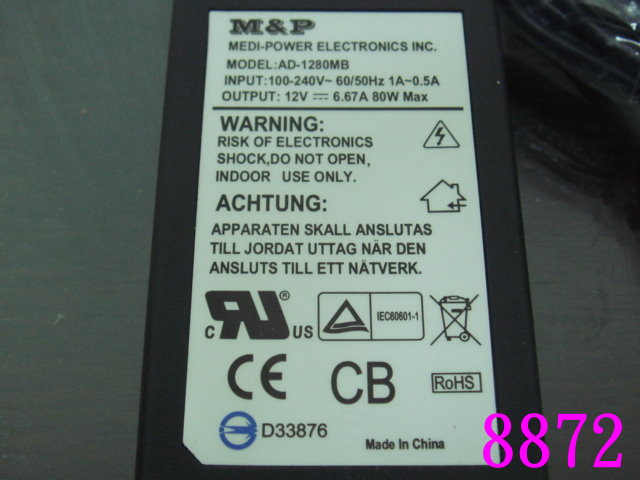 M&P
MEDI-POWER ELECTRONICS INC.
MODEL:AD-1280MB
INPUT:100-240V~ 60/50Hz 1A~0.5A
OUTPUT: 12V ⎓ 6.67A 80W Max
WARNING:
RISK OF ELECTRONICS
SHOCK,DO NOT OPEN,
INDOOR USE ONLY.
ACHTUNG:
APPARATEN SKALL ANSLUTAS
TILL JORDAT UTTAG NÄR DEN
ANSLUTS TILL ETT NÄTVERK.
c RU ® US
IEC60601-1
CE
CB
RoHS
D33876
Made In China
8872